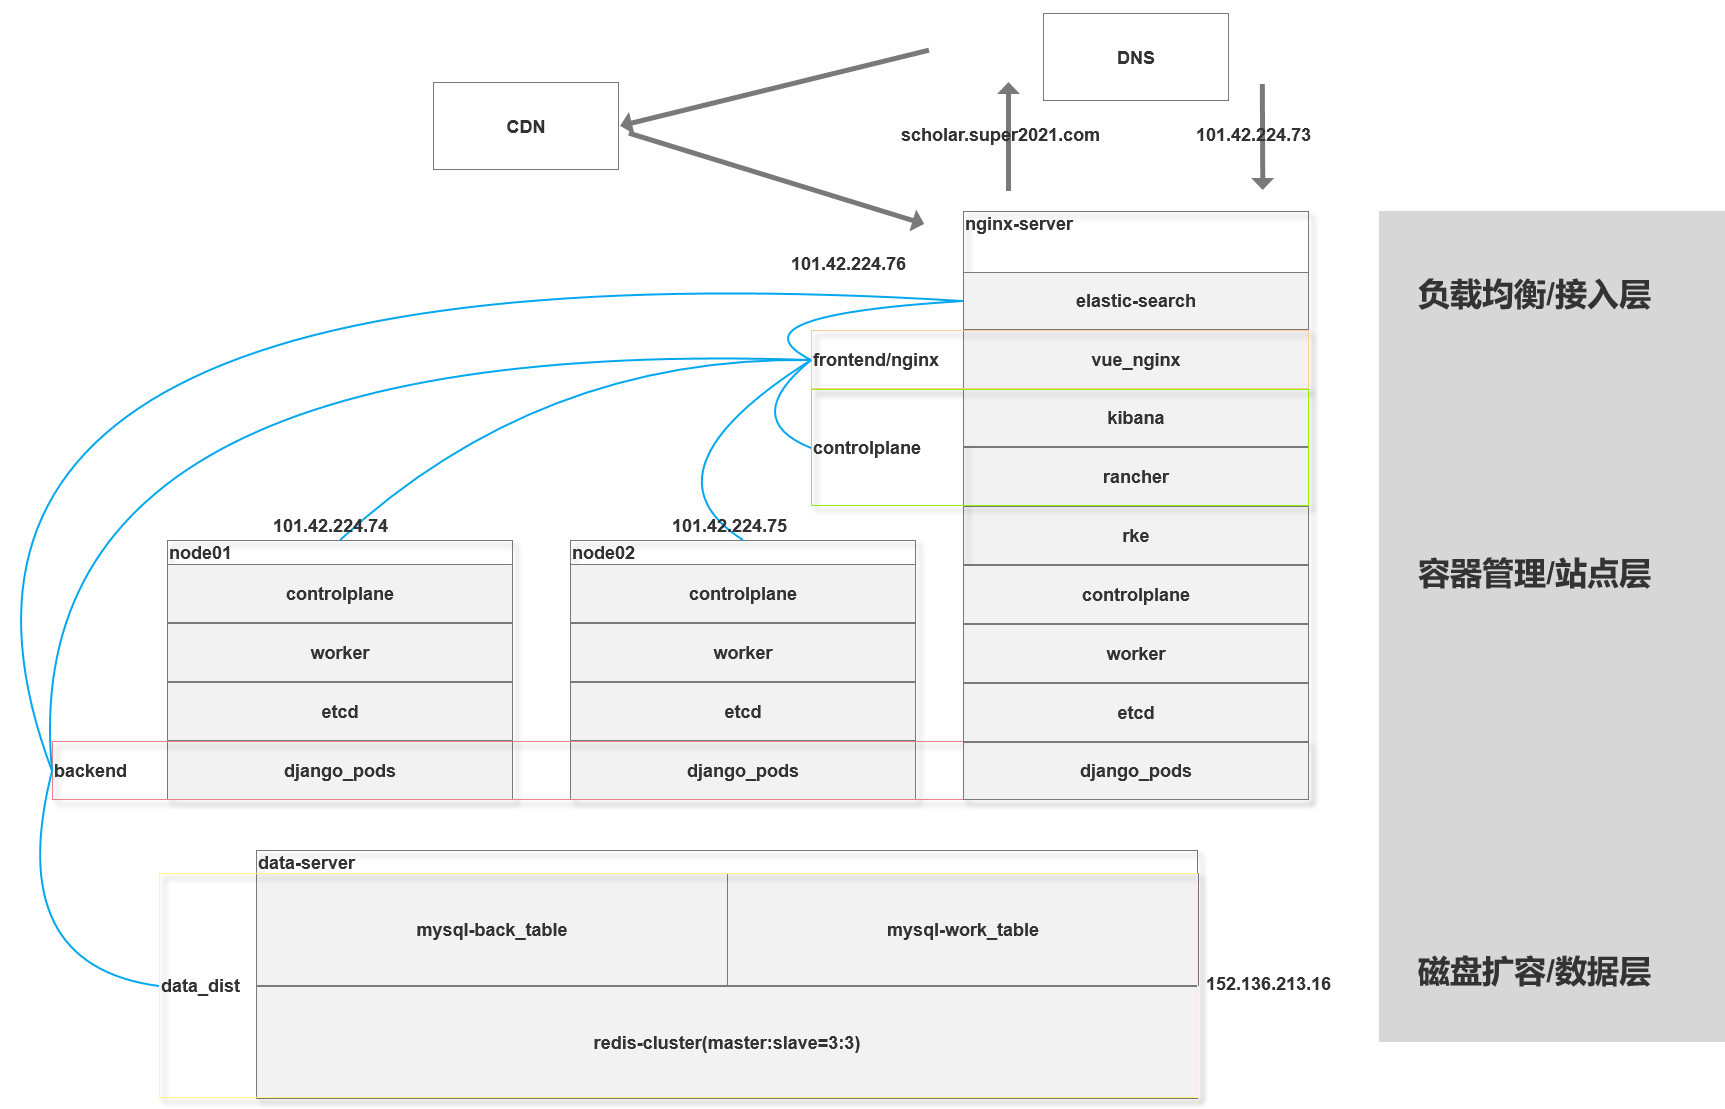 DNS
CDN
scholar.super2021.com
101.42.224.73
nginx-server
101.42.224.76
elastic-search
负载均衡/接入层
frontend/nginx
vue_nginx
kibana
controlplane
rancher
101.42.224.74
101.42.224.75
rke
node01
node02
容器管理/站点层
controlplane
controlplane
controlplane
worker
worker
worker
etcd
etcd
etcd
backend
django_pods
django_pods
django_pods
data-server
mysql-back_table
mysql-work_table
磁盘扩容/数据层
data_dist
152.136.213.16
redis-cluster(master:slave=3:3)